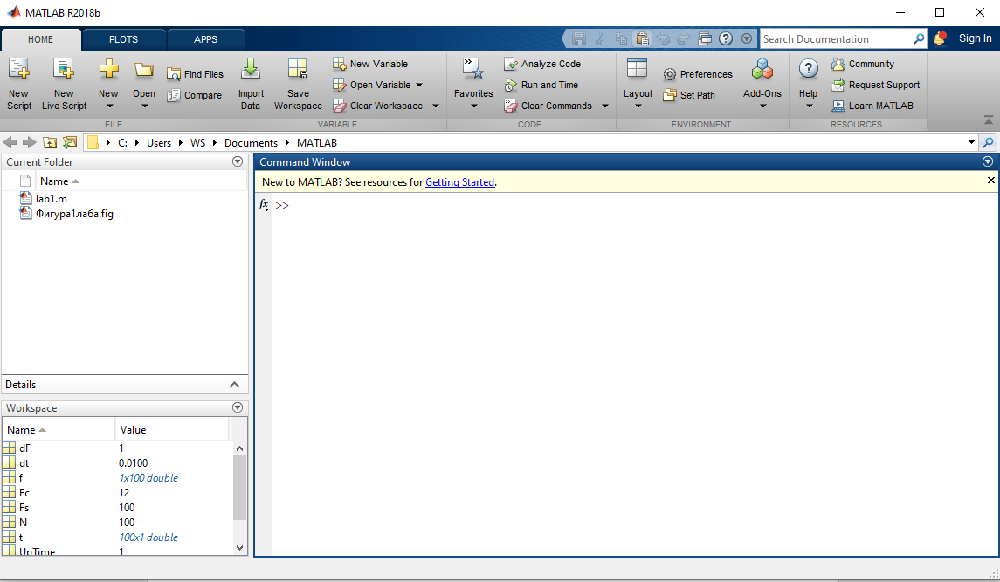 MATLAB R2018b
HOME PLOTS APPS
Search Documentation
Sign In
New Script
New Live Script
New
Open
Find Files
Compare
FILE
Import Data
Save Workspace
New Variable
Open Variable
Clear Workspace
VARIABLE
Favorites
Analyze Code
Run and Time
Clear Commands
CODE
Layout
Preferences
Set Path
Add-Ons
ENVIRONMENT
Help
Community
Request Support
Learn MATLAB
RESOURCES
C: Users WS Documents MATLAB
Current Folder
Name
lab1.m
Фигура1лаба.fig
Details
Workspace
Name Value
dF 1
dt 0.0100
f 1x100 double
Fc 12
Fs 100
N 100
t 100x1 double
UpTime 1
Command Window
New to MATLAB? See resources for Getting Started.
fx >>